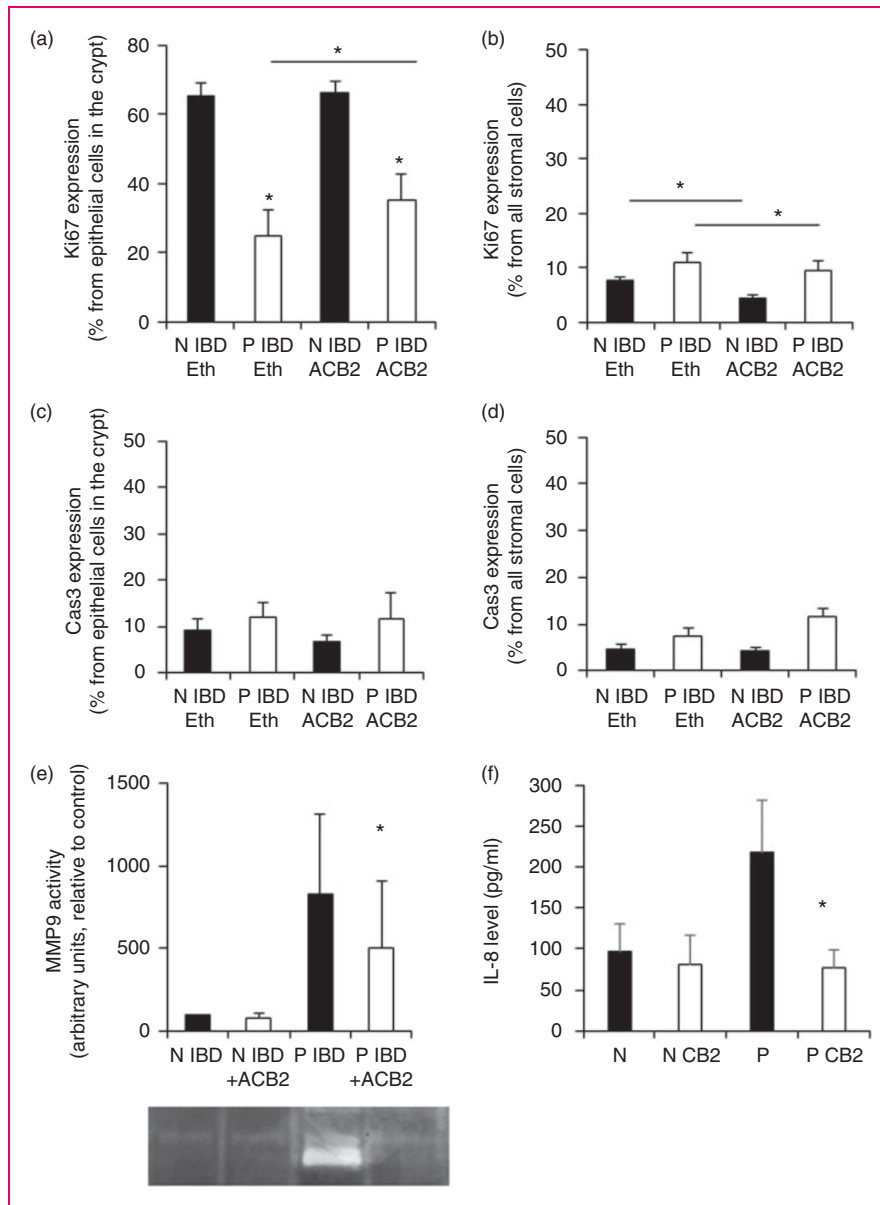 (a)
Ki67 expression
(% from epithelial cells in the crypt)
80
60
40
20
0
*
*
*
N IBD Eth
P IBD Eth
N IBD ACB2
P IBD ACB2
(b)
Ki67 expression
(% from all stromal cells)
50
40
30
20
10
0
*
*
N IBD Eth
P IBD Eth
N IBD ACB2
P IBD ACB2
(c)
Cas3 expression
(% from epithelial cells in the crypt)
50
40
30
20
10
0
N IBD Eth
P IBD Eth
N IBD ACB2
P IBD ACB2
(d)
Cas3 expression
(% from all stromal cells)
50
40
30
20
10
0
N IBD Eth
P IBD Eth
N IBD ACB2
P IBD ACB2
(e)
MMP9 activity
(arbitrary units, relative to control)
1500
1000
500
0
*
N IBD
N IBD +ACB2
P IBD
P IBD +ACB2
(f)
IL-8 level (pg/ml)
300
250
200
150
100
50
0
*
N
N CB2
P
P CB2